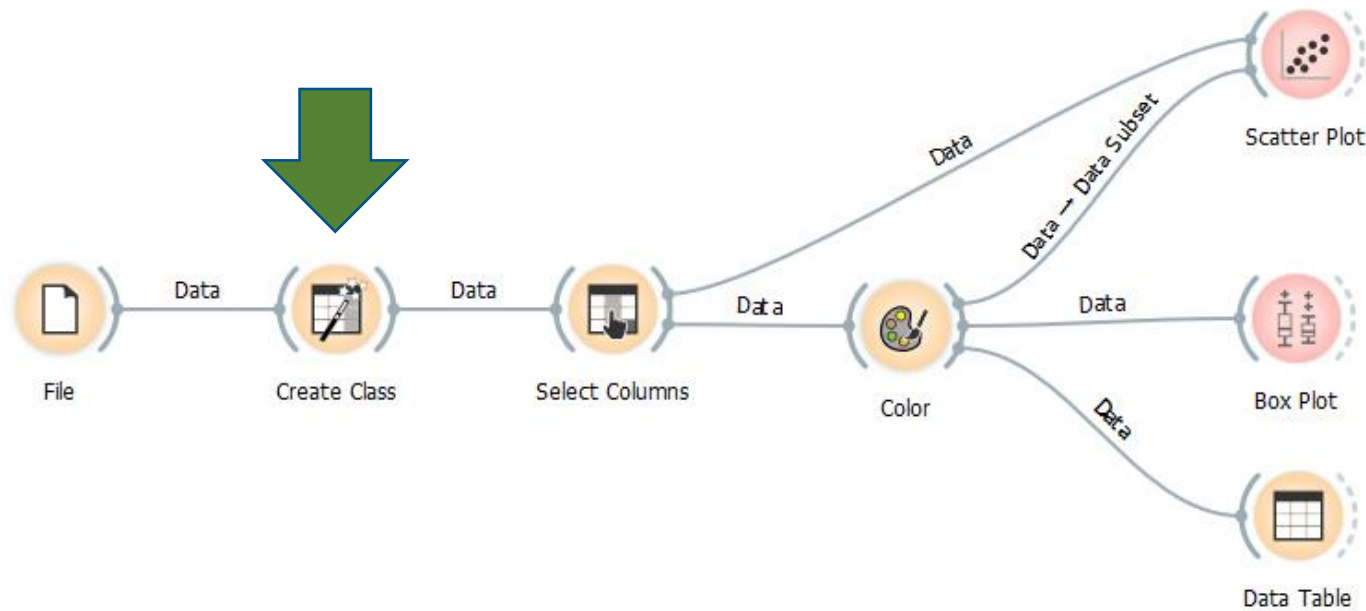 Scatter Plot
Data
Data → Data Subset
Data
Data
Data
Data
File
Create Class
Select Columns
Color
Box Plot
Data
Data Table